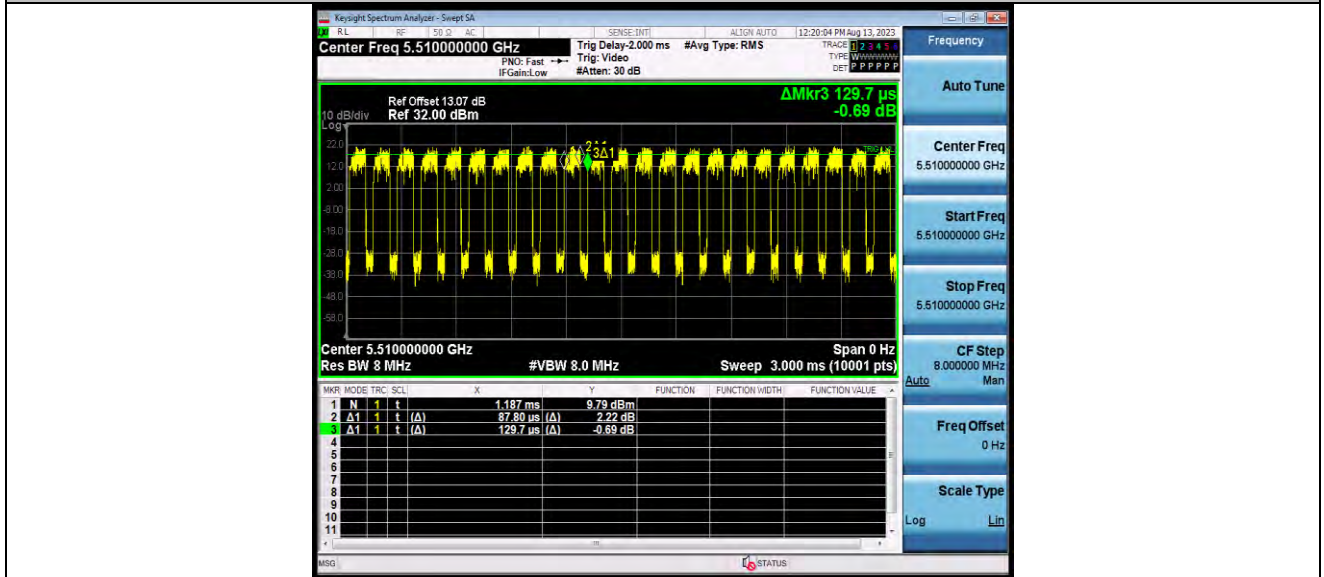 Keysight Spectrum Analyzer - Swept SA
RL RF 50 Ω AC SENSE:INT ALIGN AUTO 12:20:04 PM Aug 13, 2023
Center Freq 5.510000000 GHz Trig Delay-2.000 ms #Avg Type: RMS TRACE 1 2 3 4 5 6
PNO: Fast Trig: Video TYPE WWWWWW
IFGain:Low #Atten: 30 dB DET P P P P P P
ΔMkr3 129.7 µs
Ref Offset 13.07 dB -0.69 dB
10 dB/div Ref 32.00 dBm
Log
22.0
12.0
2.00
-8.00
-18.0
-28.0
-38.0
-48.0
-58.0
3Δ1
Center 5.510000000 GHz Span 0 Hz
Res BW 8 MHz #VBW 8.0 MHz Sweep 3.000 ms (10001 pts)
MKR MODE TRC SCL X Y FUNCTION FUNCTION WIDTH FUNCTION VALUE
1 N 1 t 1.187 ms 9.79 dBm
2 Δ1 1 t (Δ) 87.80 µs (Δ) 2.22 dB
3 Δ1 1 t (Δ) 129.7 µs (Δ) -0.69 dB
4
5
6
7
8
9
10
11
MSG STATUS
Frequency
Auto Tune
Center Freq
5.510000000 GHz
Start Freq
5.510000000 GHz
Stop Freq
5.510000000 GHz
CF Step
8.000000 MHz
Auto Man
Freq Offset
0 Hz
Scale Type
Log Lin